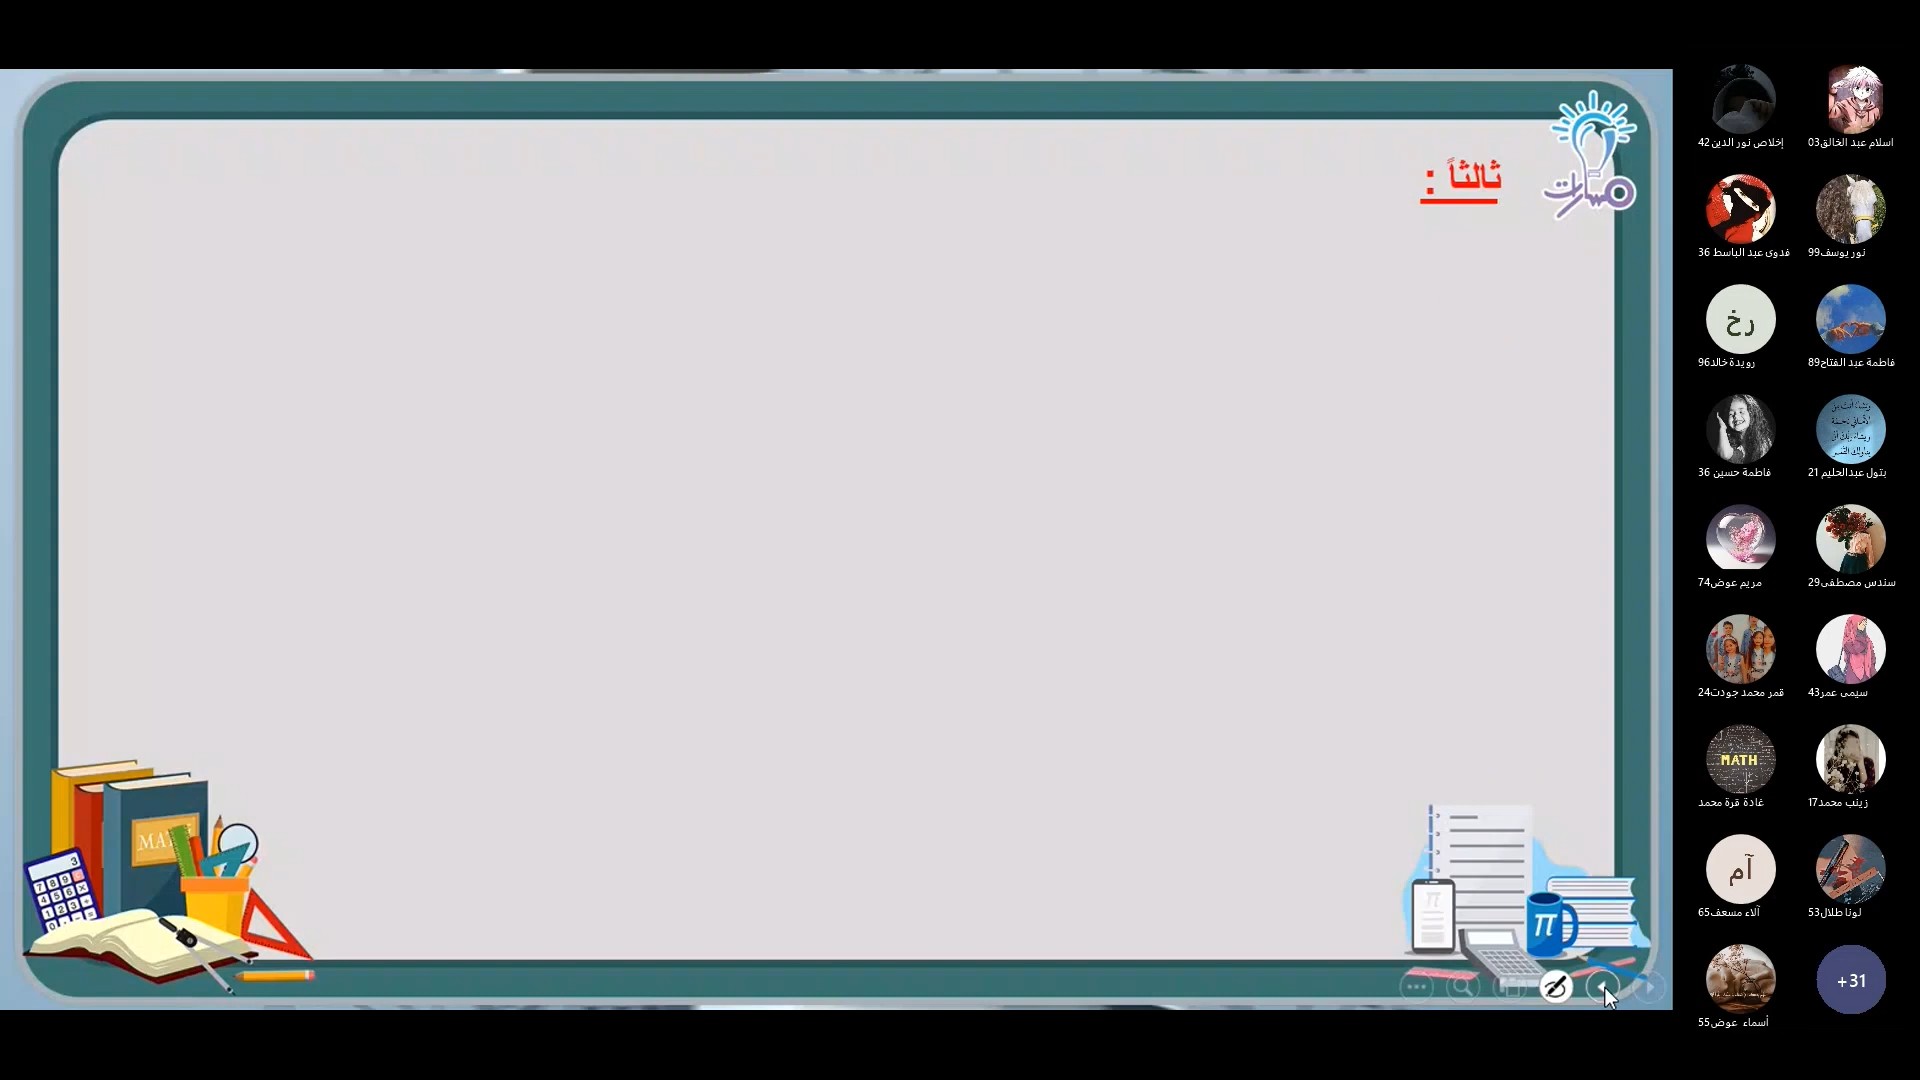 ثالثاً :
مسارات
MATH
3
π
π
إخلاص نور الدين42
اسلام عبد الخالق03
فدوى عبد الباسط 36
نور يوسف99
رخ
رويدة خالد96
فاطمة عبد الفتاح89
فاطمة حسين 36
بتول عبدالحليم 21
مريم عوض74
سندس مصطفى29
قمر محمد جودت24
سيمى عمر43
MATH
غادة قرة محمد
زينب محمد17
آم
آلاء مسعف65
لونا طلال53
أسماء عوض55
+31